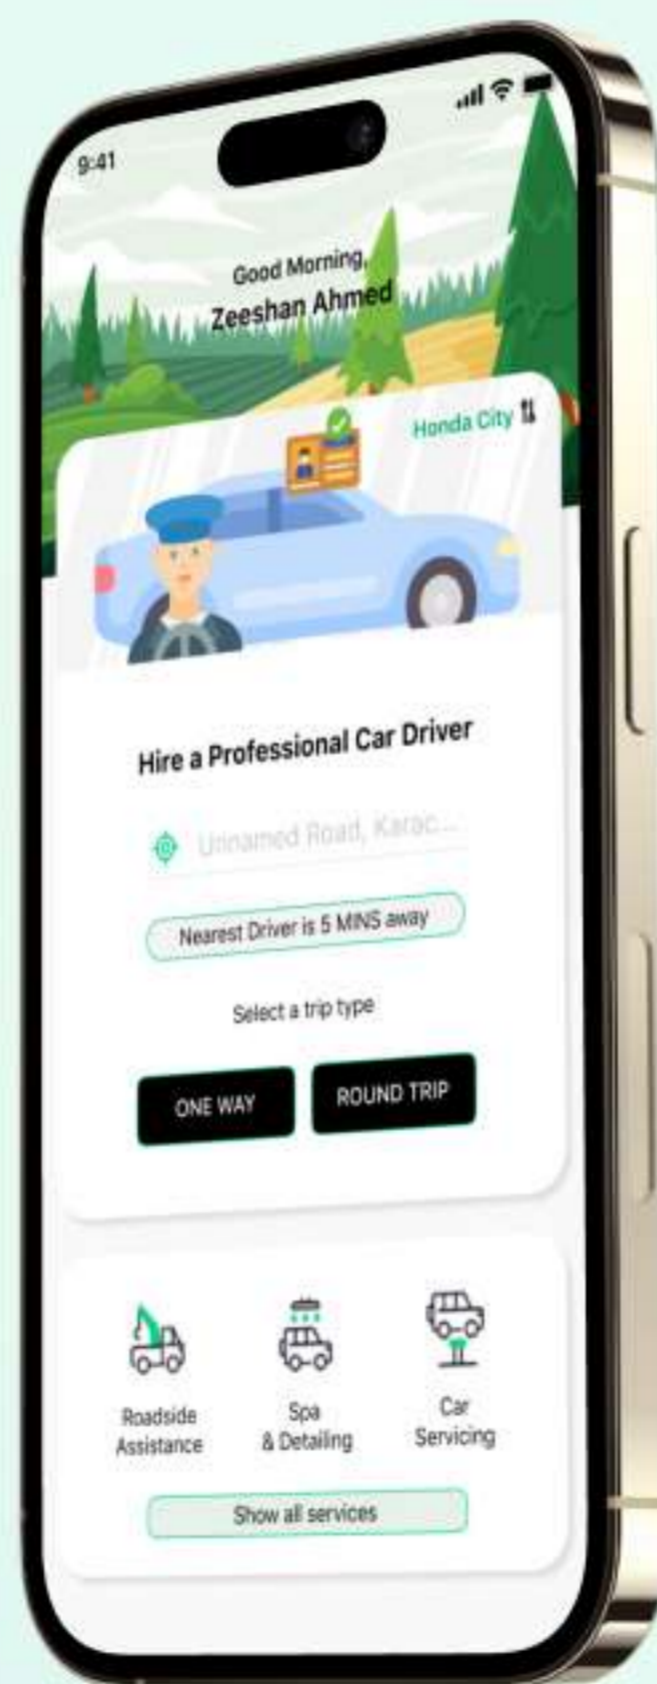 9:41
Good Morning,
Zeeshan Ahmed
Honda City
Hire a Professional Car Driver
Unnamed Road, Karac...
Nearest Driver is 5 MINS away
Select a trip type
ONE WAY
ROUND TRIP
Roadside
Assistance
Spa
& Detailing
Car
Servicing
Show all services